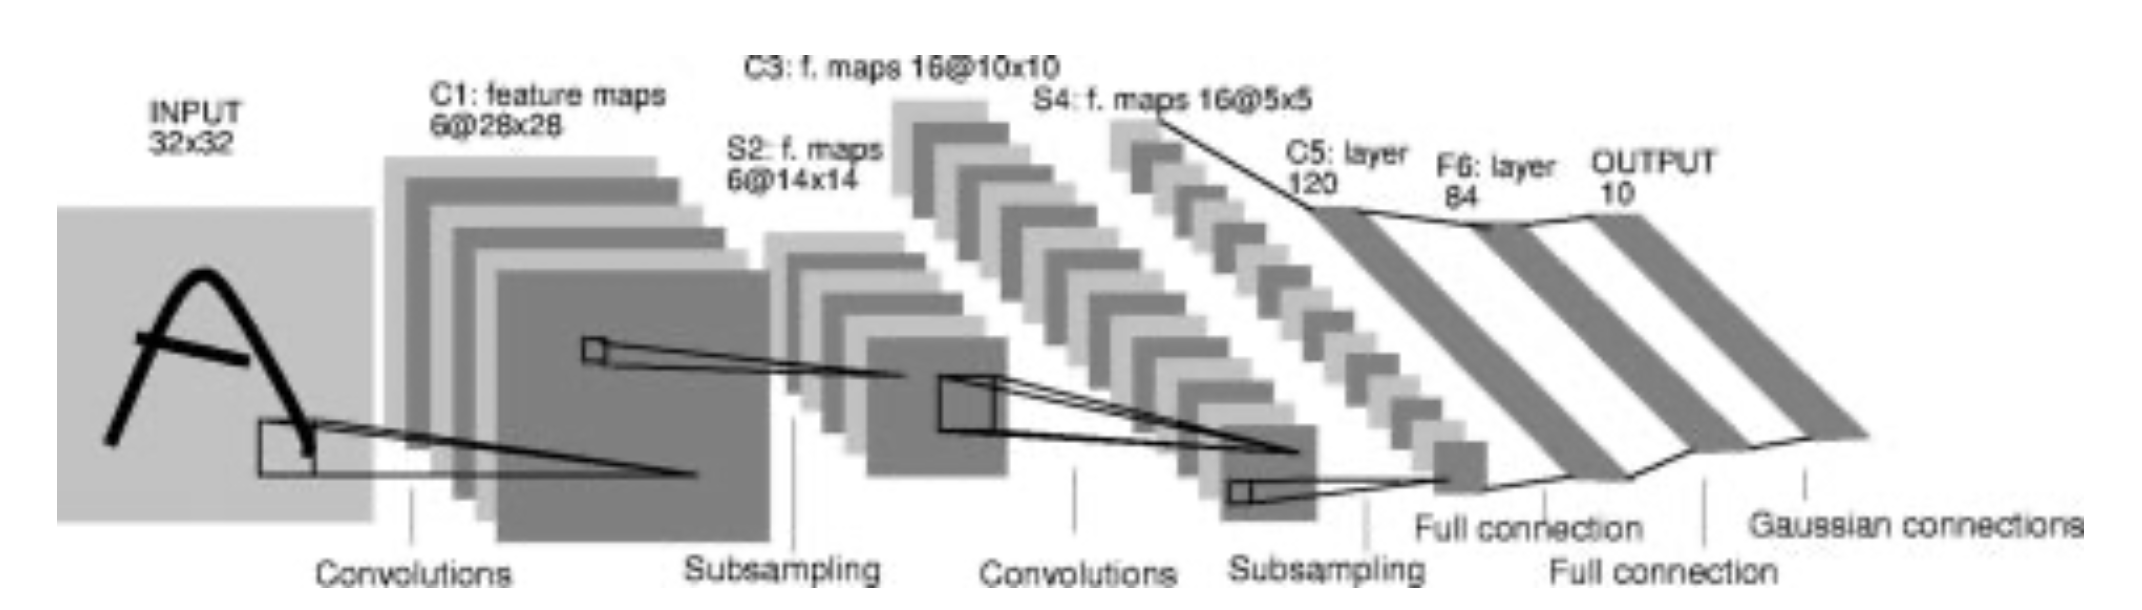 INPUT
32x32
C1: feature maps
6@28x28
S2: f. maps
6@14x14
C3: f. maps 16@10x10
S4: f. maps 16@5x5
C5: layer
120
F6: layer
84
OUTPUT
10
Convolutions
Subsampling
Convolutions
Subsampling
Full connection
Full connection
Gaussian connections